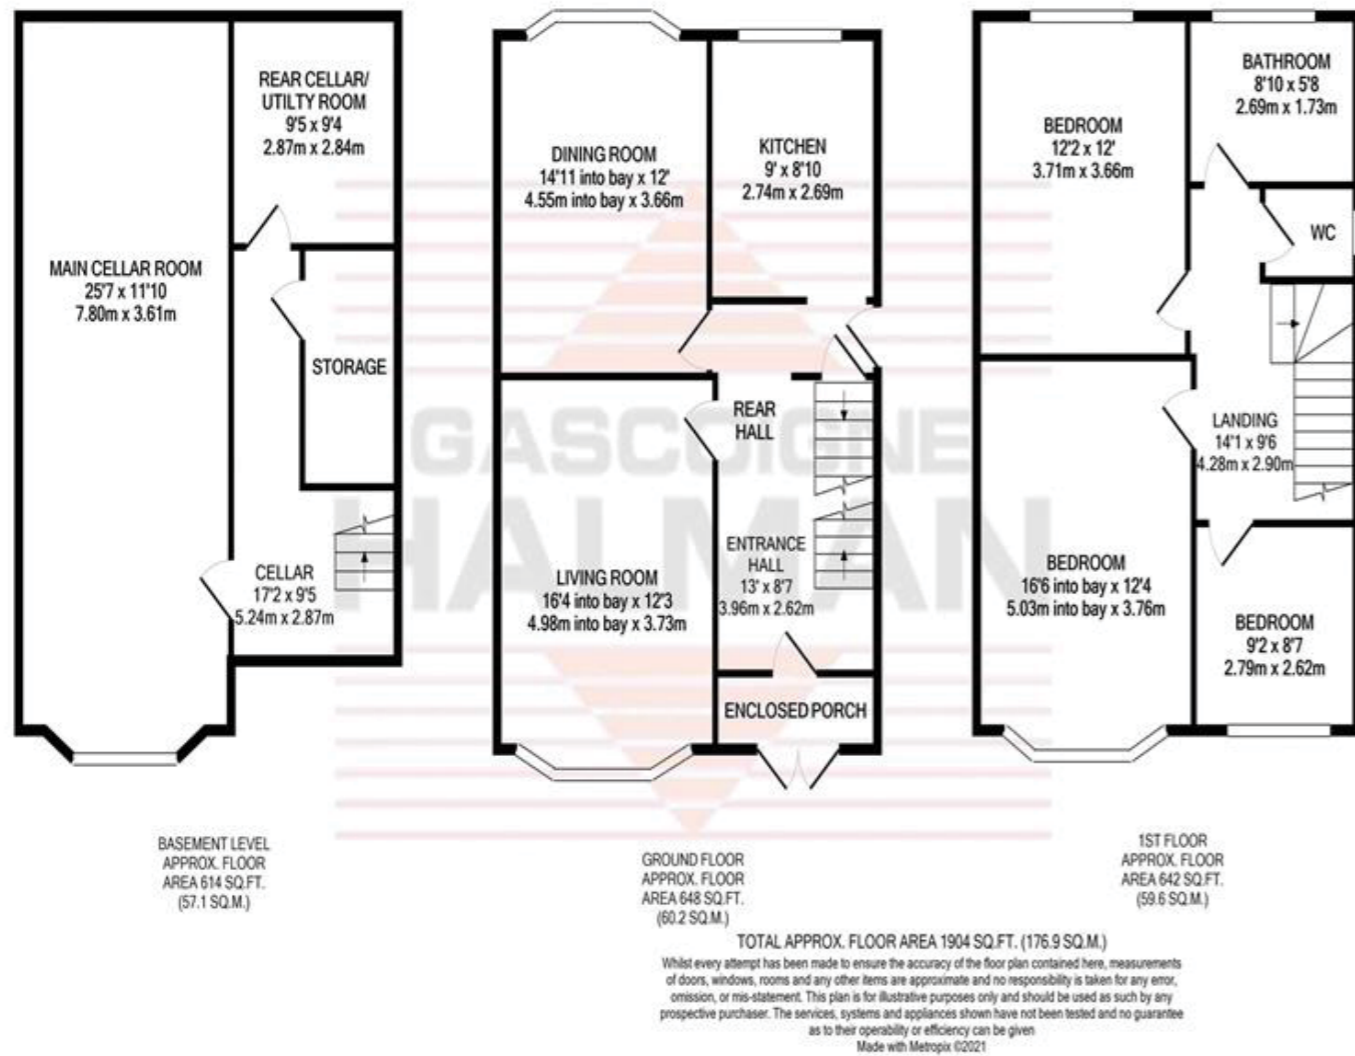 REAR CELLAR/
UTILTY ROOM
9'5 x 9'4
2.87m x 2.84m
MAIN CELLAR ROOM
25'7 x 11'10
7.80m x 3.61m
STORAGE
CELLAR
17'2 x 9'5
5.24m x 2.87m
BASEMENT LEVEL
APPROX. FLOOR
AREA 614 SQ.FT.
(57.1 SQ.M.)
DINING ROOM
14'11 into bay x 12'
4.55m into bay x 3.66m
KITCHEN
9' x 8'10
2.74m x 2.69m
REAR
HALL
GASCOIGNE
HALMAN
ENTRANCE
HALL
13' x 8'7
3.96m x 2.62m
LIVING ROOM
16'4 into bay x 12'3
4.98m into bay x 3.73m
ENCLOSED PORCH
GROUND FLOOR
APPROX. FLOOR
AREA 648 SQ.FT.
(60.2 SQ.M.)
BATHROOM
8'10 x 5'8
2.69m x 1.73m
BEDROOM
12'2 x 12'
3.71m x 3.66m
WC
LANDING
14'1 x 9'6
4.28m x 2.90m
BEDROOM
16'6 into bay x 12'4
5.03m into bay x 3.76m
BEDROOM
9'2 x 8'7
2.79m x 2.62m
1ST FLOOR
APPROX. FLOOR
AREA 642 SQ.FT.
(59.6 SQ.M.)
TOTAL APPROX. FLOOR AREA 1904 SQ.FT. (176.9 SQ.M.)
Whilst every attempt has been made to ensure the accuracy of the floor plan contained here, measurements
of doors, windows, rooms and any other items are approximate and no responsibility is taken for any error,
omission, or mis-statement. This plan is for illustrative purposes only and should be used as such by any
prospective purchaser. The services, systems and appliances shown have not been tested and no guarantee
as to their operability or efficiency can be given
Made with Metropix ©2021